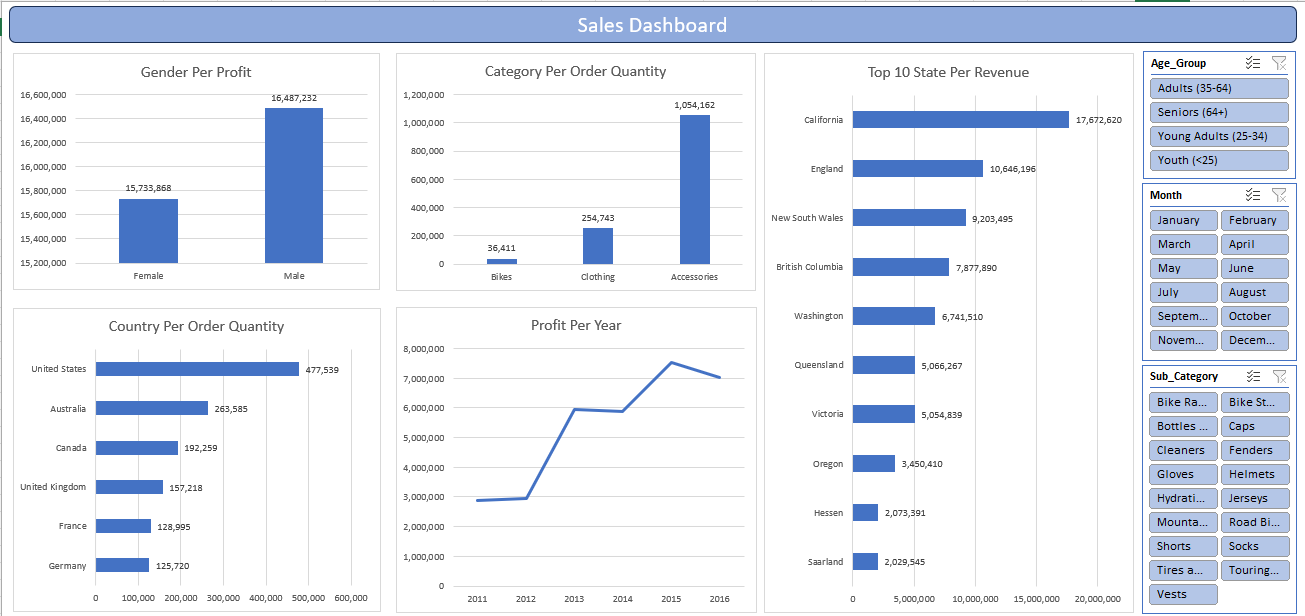 Sales Dashboard
Gender Per Profit
16,600,000
16,400,000
16,200,000
16,000,000
15,800,000
15,600,000
15,400,000
15,200,000
15,733,868
16,487,232
Female
Male
Category Per Order Quantity
1,200,000
1,000,000
800,000
600,000
400,000
200,000
0
36,411
254,743
1,054,162
Bikes
Clothing
Accessories
Top 10 State Per Revenue
California 17,672,620
England 10,646,196
New South Wales 9,203,495
British Columbia 7,877,890
Washington 6,741,510
Queensland 5,066,267
Victoria 5,054,839
Oregon 3,450,410
Hessen 2,073,391
Saarland 2,029,545
0 5,000,000 10,000,000 15,000,000 20,000,000
Country Per Order Quantity
United States 477,539
Australia 263,585
Canada 192,259
United Kingdom 157,218
France 128,995
Germany 125,720
0 100,000 200,000 300,000 400,000 500,000 600,000
Profit Per Year
8,000,000
7,000,000
6,000,000
5,000,000
4,000,000
3,000,000
2,000,000
1,000,000
0
2011 2012 2013 2014 2015 2016
Age_Group
Adults (35-64)
Seniors (64+)
Young Adults (25-34)
Youth (<25)
Month
January February
March April
May June
July August
Septem... October
Novem... Decem...
Sub_Category
Bike Ra... Bike St...
Bottles ... Caps
Cleaners Fenders
Gloves Helmets
Hydrati... Jerseys
Mounta... Road Bi...
Shorts Socks
Tires a... Touring...
Vests